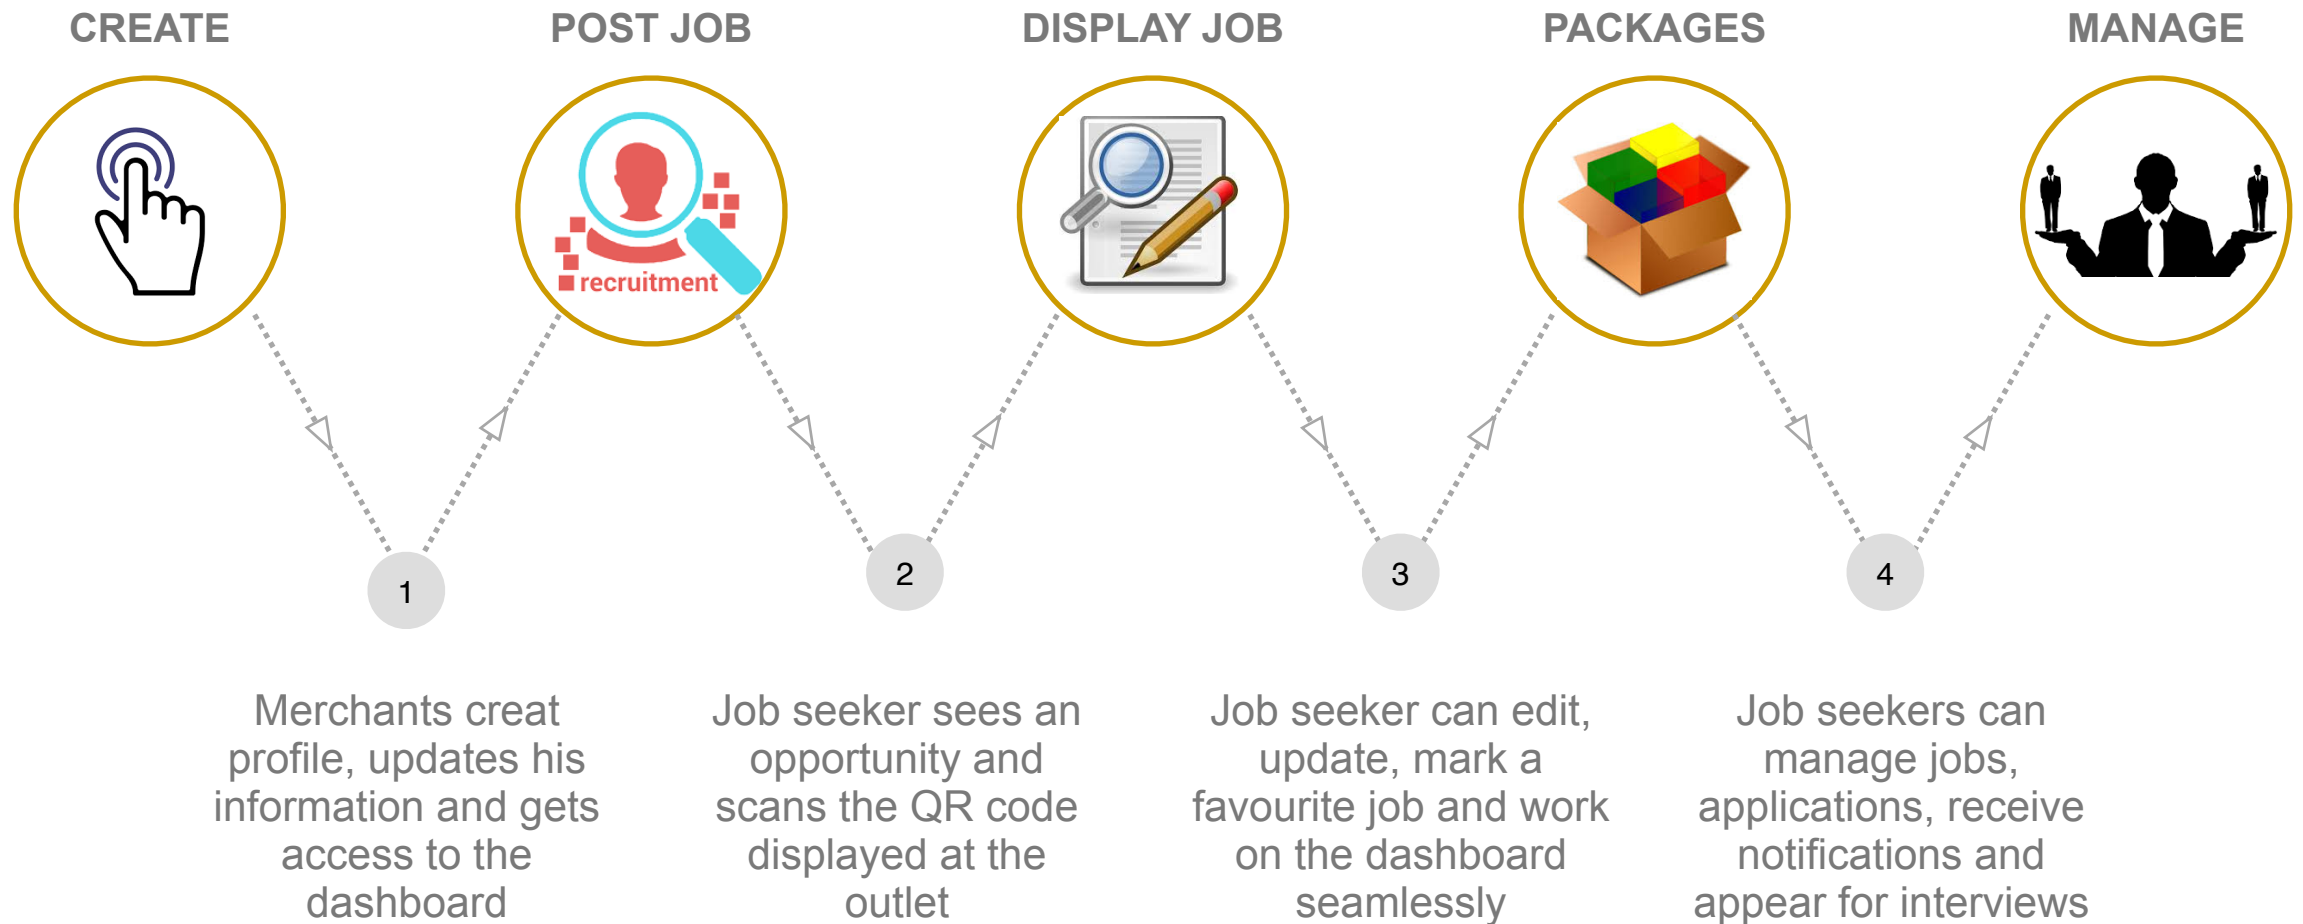 CREATE
POST JOB
DISPLAY JOB
PACKAGES
MANAGE
recruitment
1
2
3
4
Merchants creat
profile, updates his
information and gets
access to the
dashboard
Job seeker sees an
opportunity and
scans the QR code
displayed at the
outlet
Job seeker can edit,
update, mark a
favourite job and work
on the dashboard
seamlessly
Job seekers can
manage jobs,
applications, receive
notifications and
appear for interviews